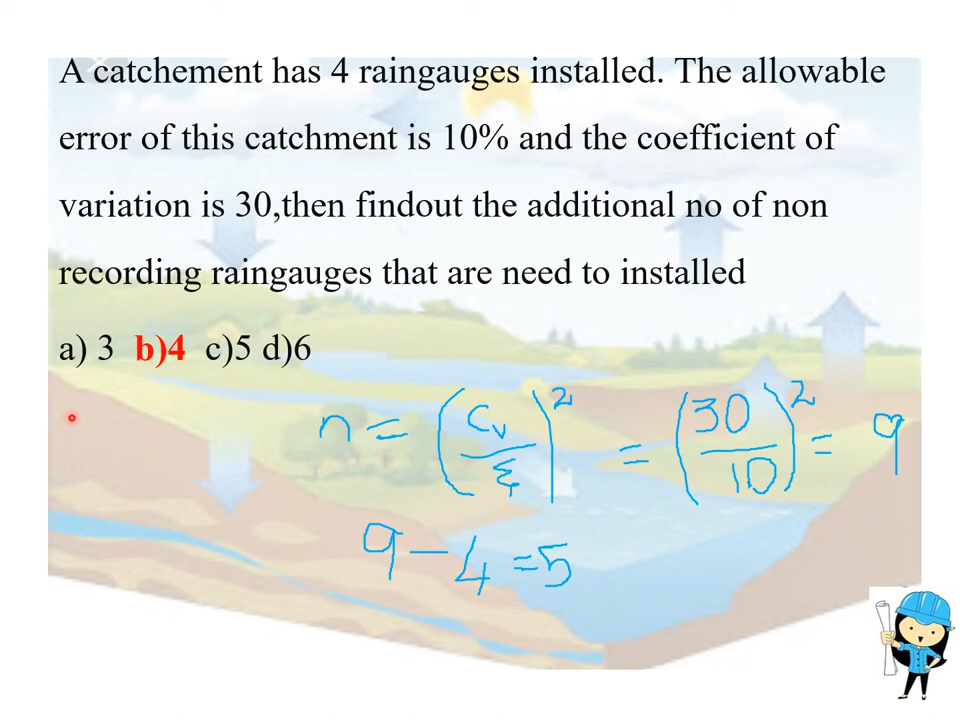 A catchement has 4 raingauges installed. The allowable
error of this catchment is 10% and the coefficient of
variation is 30,then findout the additional no of non
recording raingauges that are need to installed
a) 3 b)4 c)5 d)6
n = (Cv/ξ)² = (30/10)² = 9
9 - 4 = 5